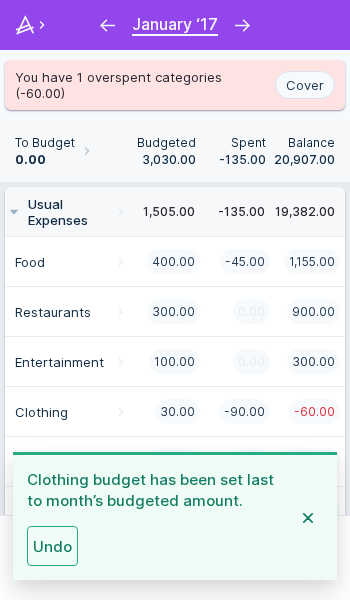 January ‘17
You have 1 overspent categories
(-60.00)
Cover
To Budget Budgeted Spent Balance
0.00 3,030.00 -135.00 20,907.00
Usual
Expenses 1,505.00 -135.00 19,382.00
Food 400.00 -45.00 1,155.00
Restaurants 300.00 0.00 900.00
Entertainment 100.00 0.00 300.00
Clothing 30.00 -90.00 -60.00
Clothing budget has been set last
to month’s budgeted amount.
Undo